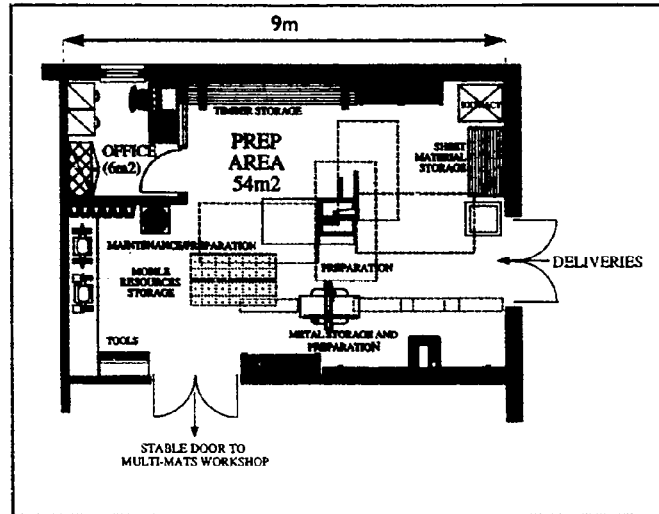 9m
TIMBER STORAGE
EXTRACT
OFFICE
(6m2)
PREP
AREA
54m2
SHEET
MATERIAL
STORAGE
MAINTENANCE/PREPARATION
MOBILE
RESOURCES
STORAGE
PREPARATION
DELIVERIES
METAL STORAGE AND
PREPARATION
TOOLS
STABLE DOOR TO
MULTI-MATS WORKSHOP